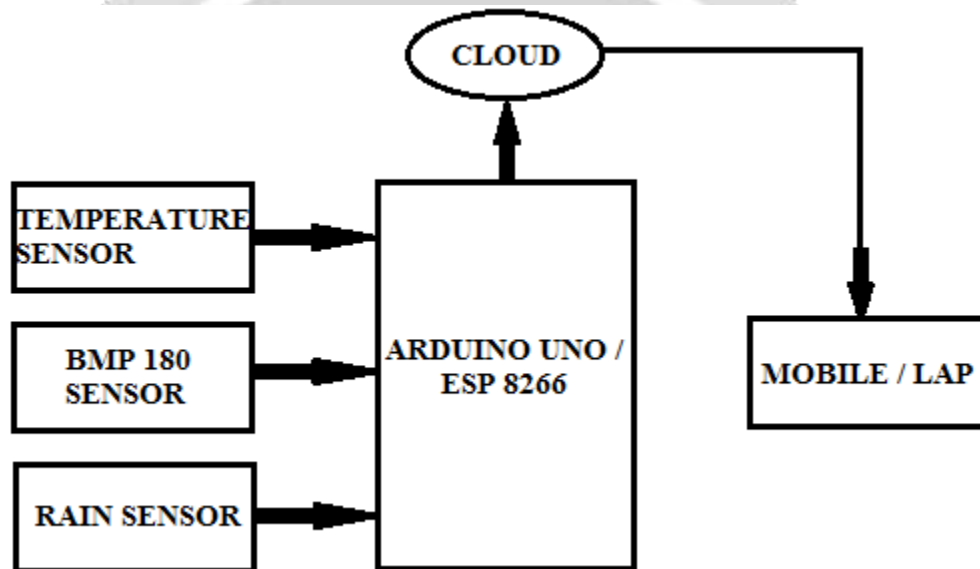 CLOUD
TEMPERATURE
SENSOR
BMP 180
SENSOR
RAIN SENSOR
ARDUINO UNO /
ESP 8266
MOBILE / LAP